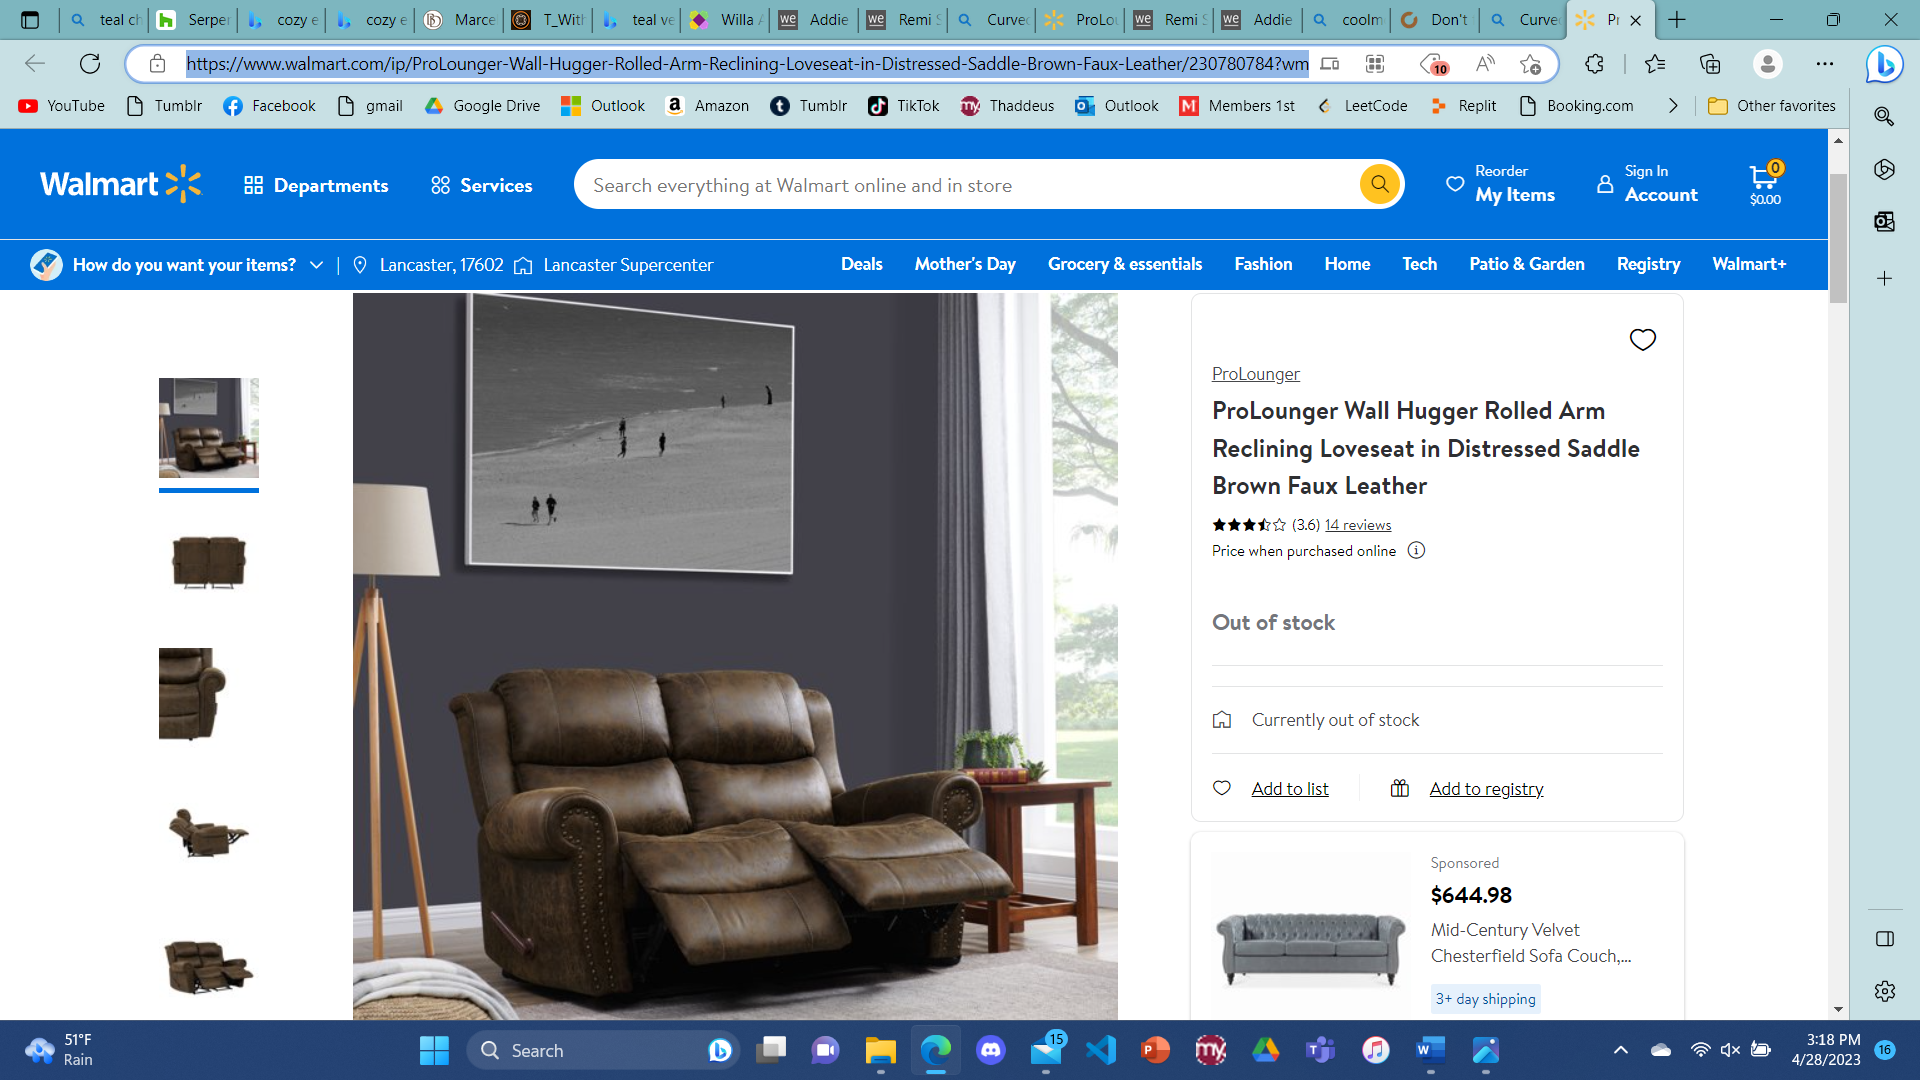 teal ch
Serper
cozy e
cozy e
Marce
T_With
teal ve
Willa A
Addie
Remi S
Curved
ProLou
Remi S
Addie
coolm
Don't
Curved
Pr
https://www.walmart.com/ip/ProLounger-Wall-Hugger-Rolled-Arm-Reclining-Loveseat-in-Distressed-Saddle-Brown-Faux-Leather/230780784?wm
10
YouTube
Tumblr
Facebook
gmail
Google Drive
Outlook
Amazon
Tumblr
TikTok
Thaddeus
Outlook
Members 1st
LeetCode
Replit
Booking.com
Other favorites
Walmart
Departments
Services
Search everything at Walmart online and in store
Reorder
My Items
Sign In
Account
0
$0.00
How do you want your items?
Lancaster, 17602
Lancaster Supercenter
Deals
Mother's Day
Grocery & essentials
Fashion
Home
Tech
Patio & Garden
Registry
Walmart+
ProLounger
ProLounger Wall Hugger Rolled Arm
Reclining Loveseat in Distressed Saddle
Brown Faux Leather
(3.6) 14 reviews
Price when purchased online
Out of stock
Currently out of stock
Add to list
Add to registry
Sponsored
$644.98
Mid-Century Velvet
Chesterfield Sofa Couch,...
3+ day shipping
51°F
Rain
Search
15
3:18 PM
4/28/2023
16